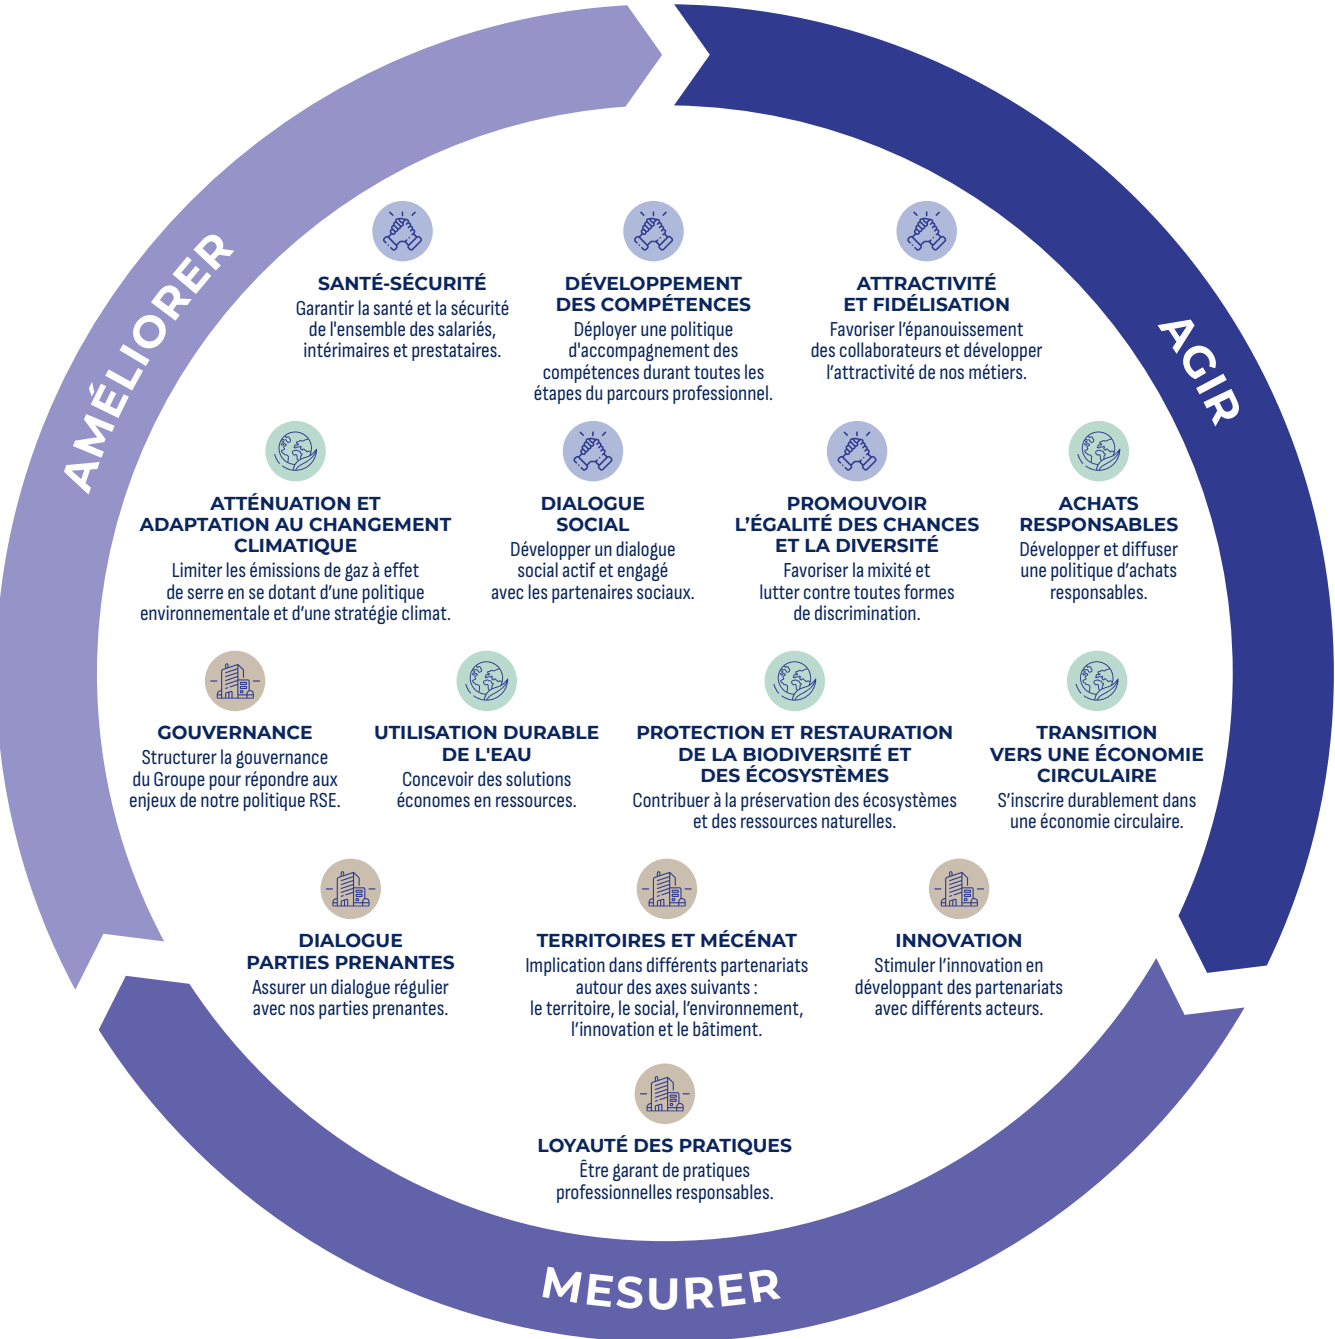 AMÉLIORER
AGIR
SANTÉ-SÉCURITÉ
Garantir la santé et la sécurité
de l'ensemble des salariés,
intérimaires et prestataires.
DÉVELOPPEMENT
DES COMPÉTENCES
Déployer une politique
d'accompagnement des
compétences durant toutes les
étapes du parcours professionnel.
ATTRACTIVITÉ
ET FIDÉLISATION
Favoriser l’épanouissement
des collaborateurs et développer
l’attractivité de nos métiers.
ATTÉNUATION ET
ADAPTATION AU CHANGEMENT
CLIMATIQUE
Limiter les émissions de gaz à effet
de serre en se dotant d’une politique
environnementale et d’une stratégie climat.
DIALOGUE
SOCIAL
Développer un dialogue
social actif et engagé
avec les partenaires sociaux.
PROMOUVOIR
L’ÉGALITÉ DES CHANCES
ET LA DIVERSITÉ
Favoriser la mixité et
lutter contre toutes formes
de discrimination.
ACHATS
RESPONSABLES
Développer et diffuser
une politique d’achats
responsables.
GOUVERNANCE
Structurer la gouvernance
du Groupe pour répondre aux
enjeux de notre politique RSE.
UTILISATION DURABLE
DE L'EAU
Concevoir des solutions
économes en ressources.
PROTECTION ET RESTAURATION
DE LA BIODIVERSITÉ ET
DES ÉCOSYSTÈMES
Contribuer à la préservation des écosystèmes
et des ressources naturelles.
TRANSITION
VERS UNE ÉCONOMIE
CIRCULAIRE
S’inscrire durablement dans
une économie circulaire.
DIALOGUE
PARTIES PRENANTES
Assurer un dialogue régulier
avec nos parties prenantes.
TERRITOIRES ET MÉCÉNAT
Implication dans différents partenariats
autour des axes suivants :
le territoire, le social, l’environnement,
l’innovation et le bâtiment.
INNOVATION
Stimuler l’innovation en
développant des partenariats
avec différents acteurs.
LOYAUTÉ DES PRATIQUES
Être garant de pratiques
professionnelles responsables.
MESURER